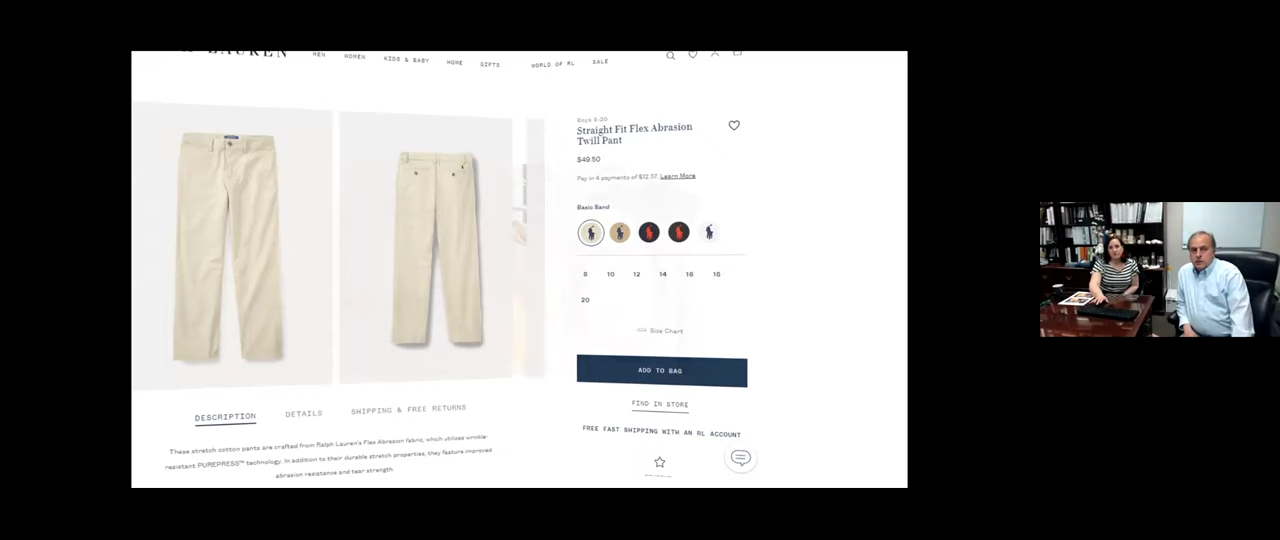 LAUREN
MEN
WOMEN
KIDS & BABY
HOME
GIFTS
WORLD OF RL
SALE
Boys 8-20
Straight Fit Flex Abrasion
Twill Pant
$49.50
Pay in 4 payments of $12.37. Learn More
Basic Sand
8 10 12 14 16 18
20
Size Chart
ADD TO BAG
FIND IN STORE
FREE FAST SHIPPING WITH AN RL ACCOUNT
DESCRIPTION
DETAILS
SHIPPING & FREE RETURNS
These stretch cotton pants are crafted from Ralph Lauren's Flex Abrasion fabric, which utilizes wrinkle-
resistant PUREPRESS™ technology. In addition to their durable stretch properties, they feature improved
abrasion resistance and tear strength